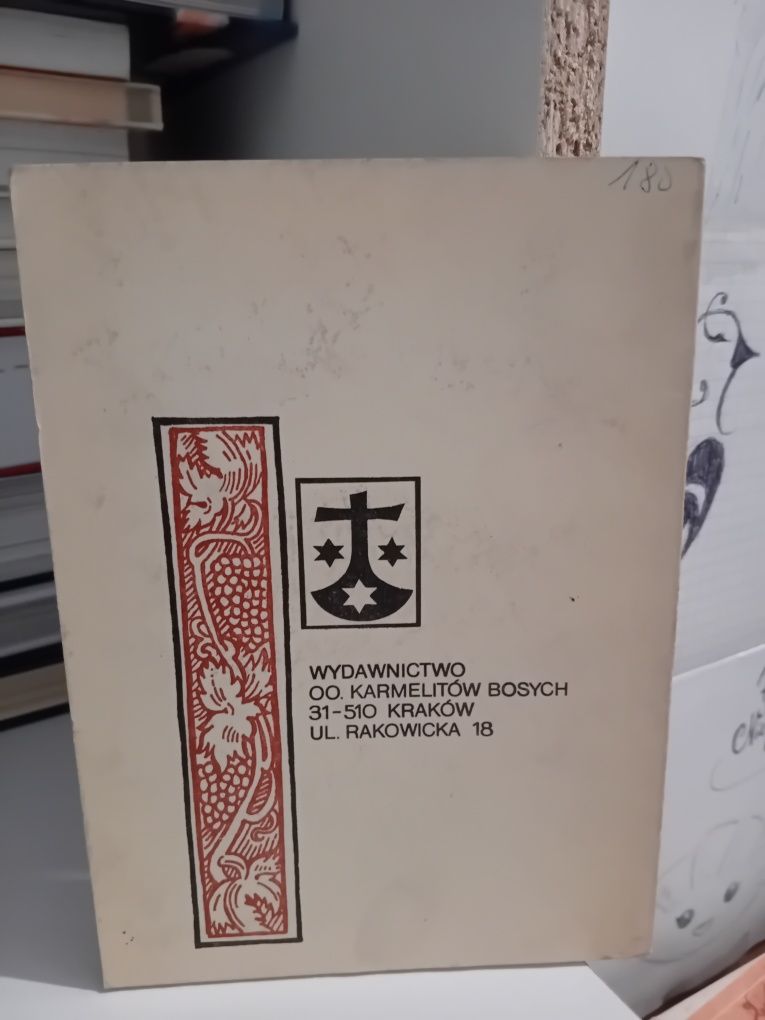 180
WYDAWNICTWO
OO. KARMELITÓW BOSYCH
31-510 KRAKÓW
UL. RAKOWICKA 18